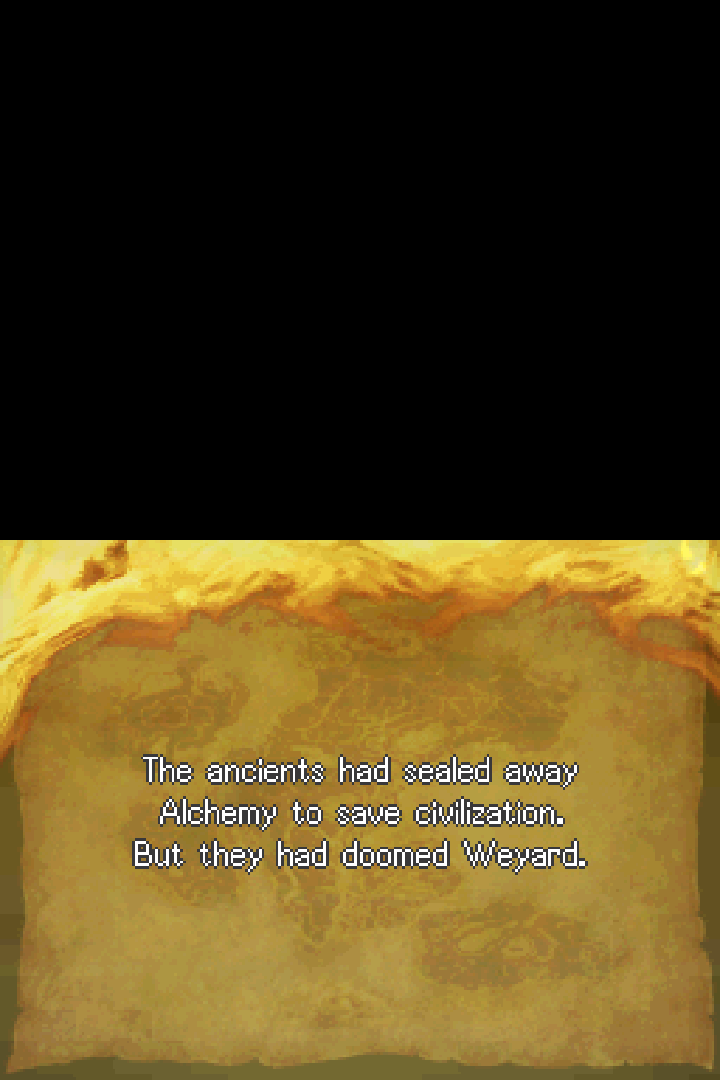 The ancients had sealed away
Alchemy to save civilization.
But they had doomed Weyard.